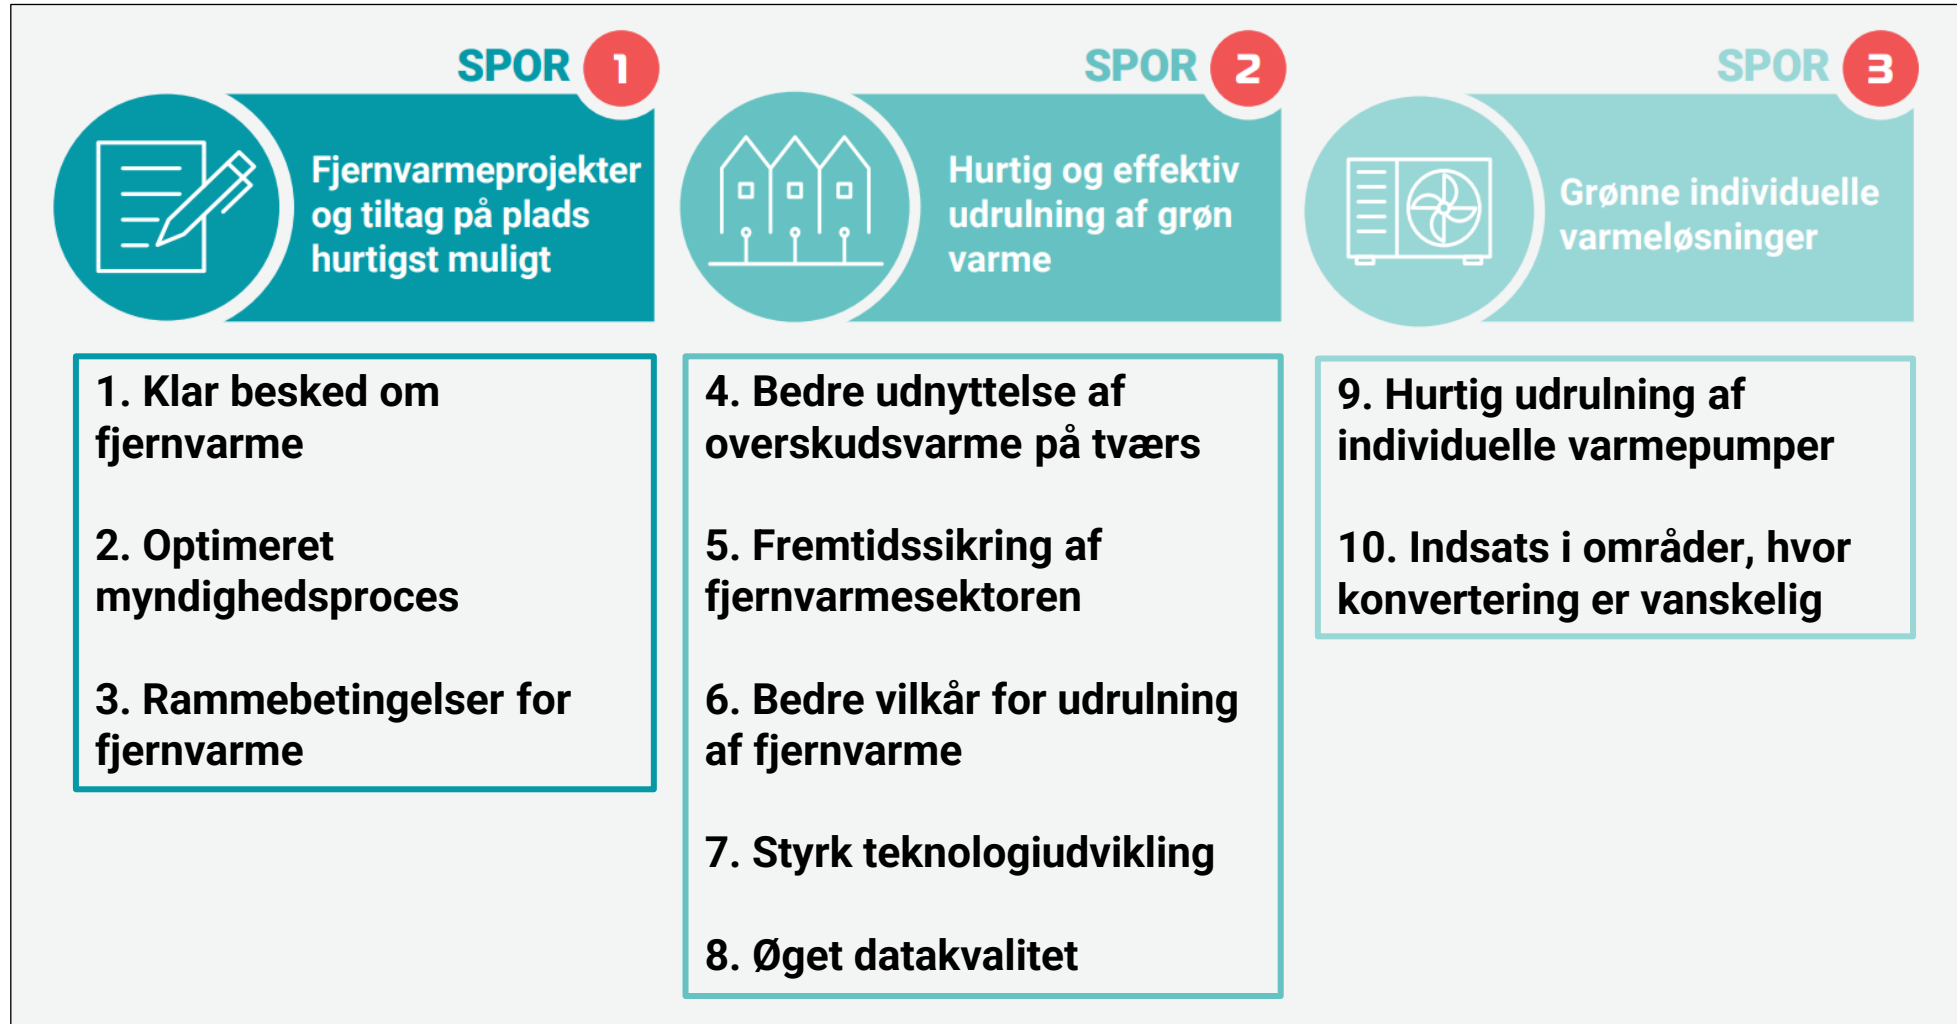 SPOR 1
Fjernvarmeprojekter
og tiltag på plads
hurtigst muligt
1. Klar besked om
fjernvarme
2. Optimeret
myndighedsproces
3. Rammebetingelser for
fjernvarme
SPOR 2
Hurtig og effektiv
udrulning af grøn
varme
4. Bedre udnyttelse af
overskudsvarme på tværs
5. Fremtidssikring af
fjernvarmesektoren
6. Bedre vilkår for udrulning
af fjernvarme
7. Styrk teknologiudvikling
8. Øget datakvalitet
SPOR 3
Grønne individuelle
varmeløsninger
9. Hurtig udrulning af
individuelle varmepumper
10. Indsats i områder, hvor
konvertering er vanskelig